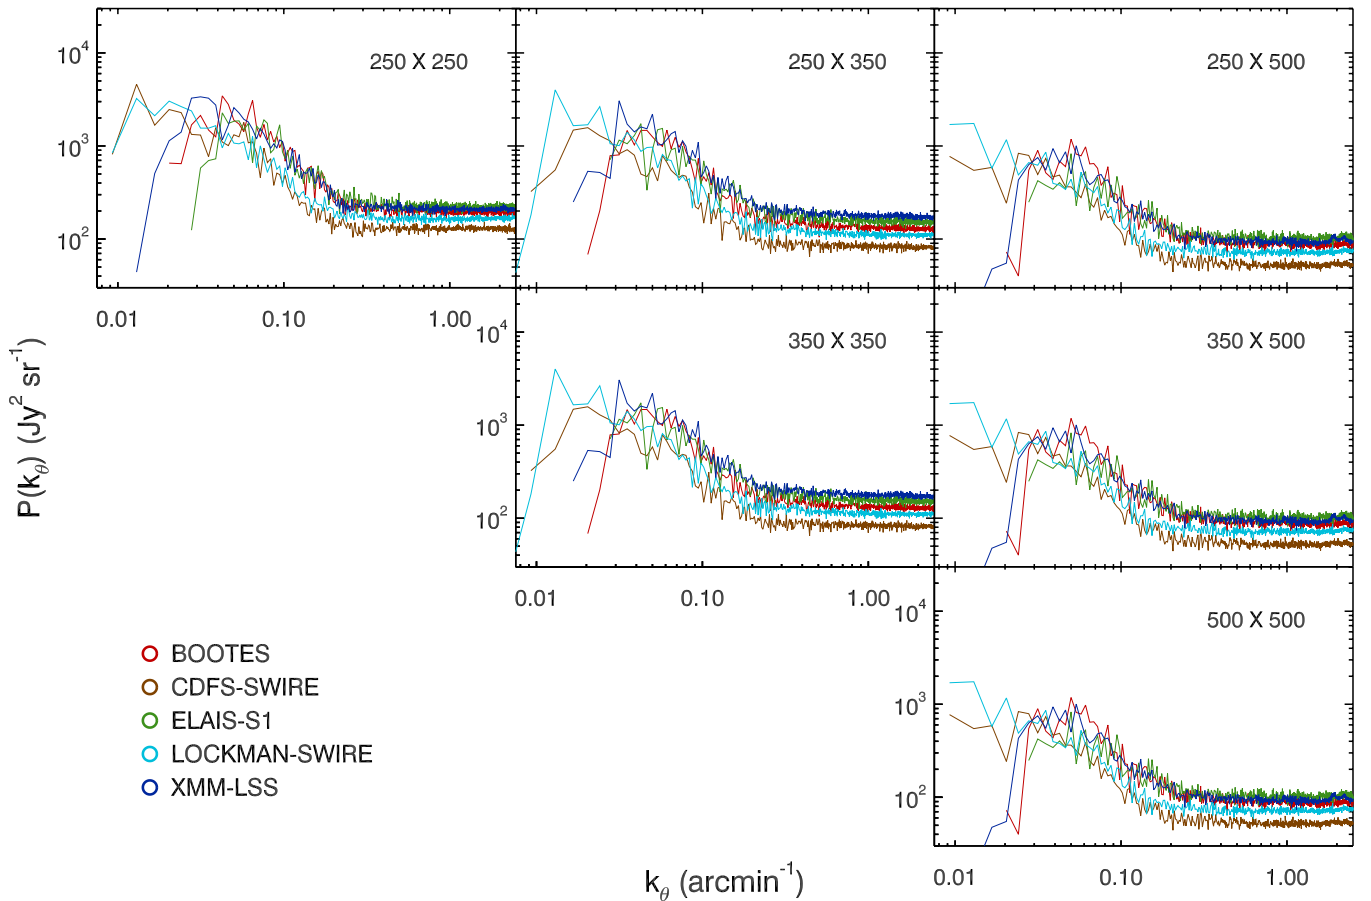 10⁴
10³
10²
250 X 250
250 X 350
250 X 500
0.01 0.10 1.00
10⁴
10³
10²
350 X 350
350 X 500
0.01 0.10 1.00
10⁴
10³
10²
500 X 500
0.01 0.10 1.00
P(k_θ) (Jy² sr⁻¹)
BOOTES
CDFS-SWIRE
ELAIS-S1
LOCKMAN-SWIRE
XMM-LSS
k_θ (arcmin⁻¹)